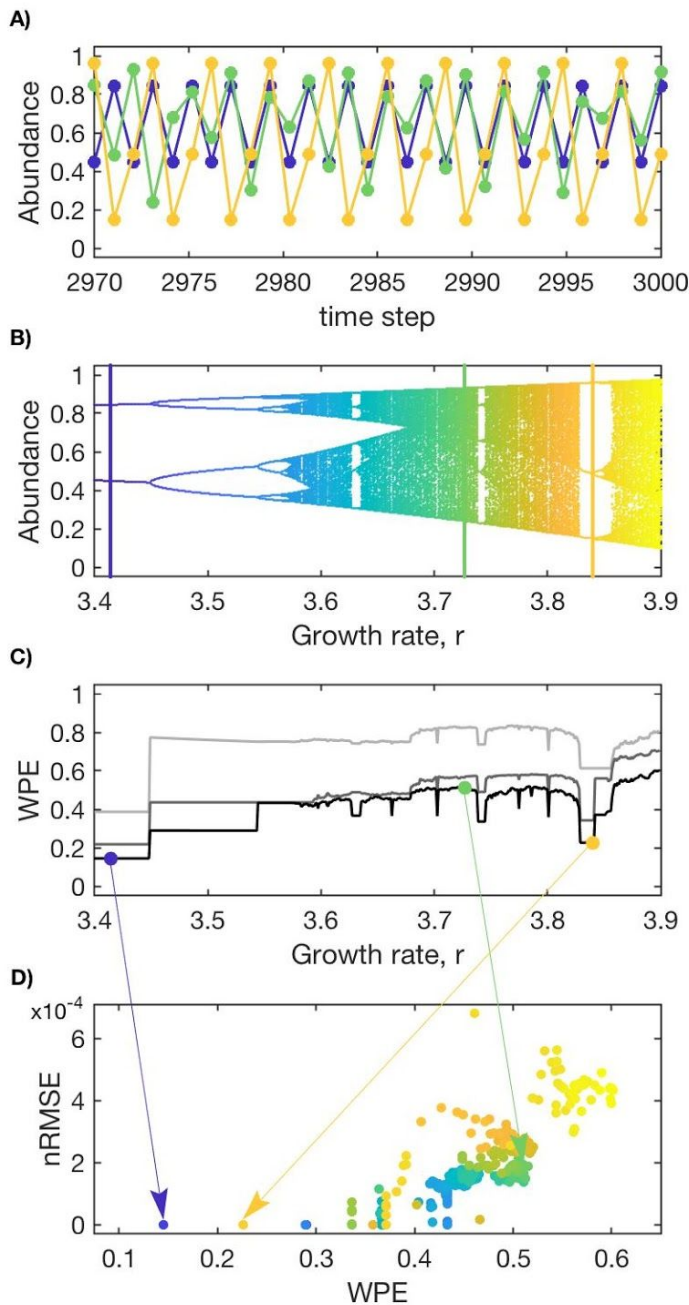 A)
Abundance
1
0.8
0.6
0.4
0.2
0
2970 2975 2980 2985 2990 2995 3000
time step
B)
Abundance
1
0.8
0.6
0.4
0.2
0
3.4 3.5 3.6 3.7 3.8 3.9
Growth rate, r
C)
WPE
1
0.8
0.6
0.4
0.2
0
3.4 3.5 3.6 3.7 3.8 3.9
Growth rate, r
D)
x10-4
nRMSE
6
4
2
0
0.1 0.2 0.3 0.4 0.5 0.6
WPE